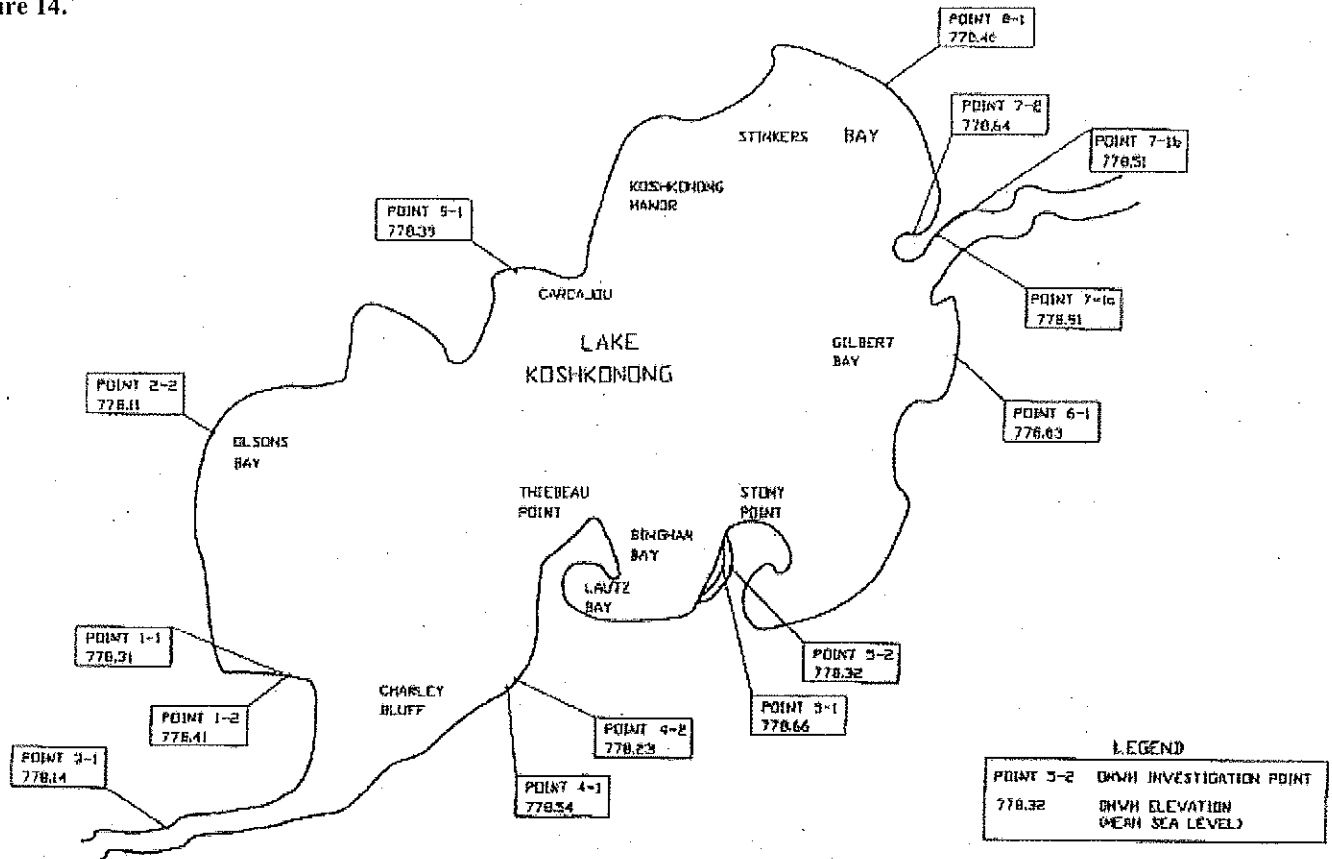 ure 14.
POINT 8-1
778.46
POINT 7-2
778.64
POINT 7-1b
778.51
STINKERS BAY
KOSHKONONG
MANOR
POINT 9-1
778.39
CARCAJOU
POINT 7-1a
778.51
LAKE
KOSHKONONG
GILBERT
BAY
POINT 2-2
778.11
POINT 6-1
778.83
OLSONS
BAY
THIEBEAU
POINT
STONY
POINT
BINGHAM
BAY
LAUTZ
BAY
POINT 1-1
778.31
POINT 5-2
778.32
CHARLEY
BLUFF
POINT 5-1
778.66
POINT 1-2
778.41
POINT 4-2
778.23
POINT 3-1
778.14
POINT 4-1
778.54
LEGEND
POINT 5-2 OHWM INVESTIGATION POINT
778.32 OHWM ELEVATION
(MEAN SEA LEVEL)